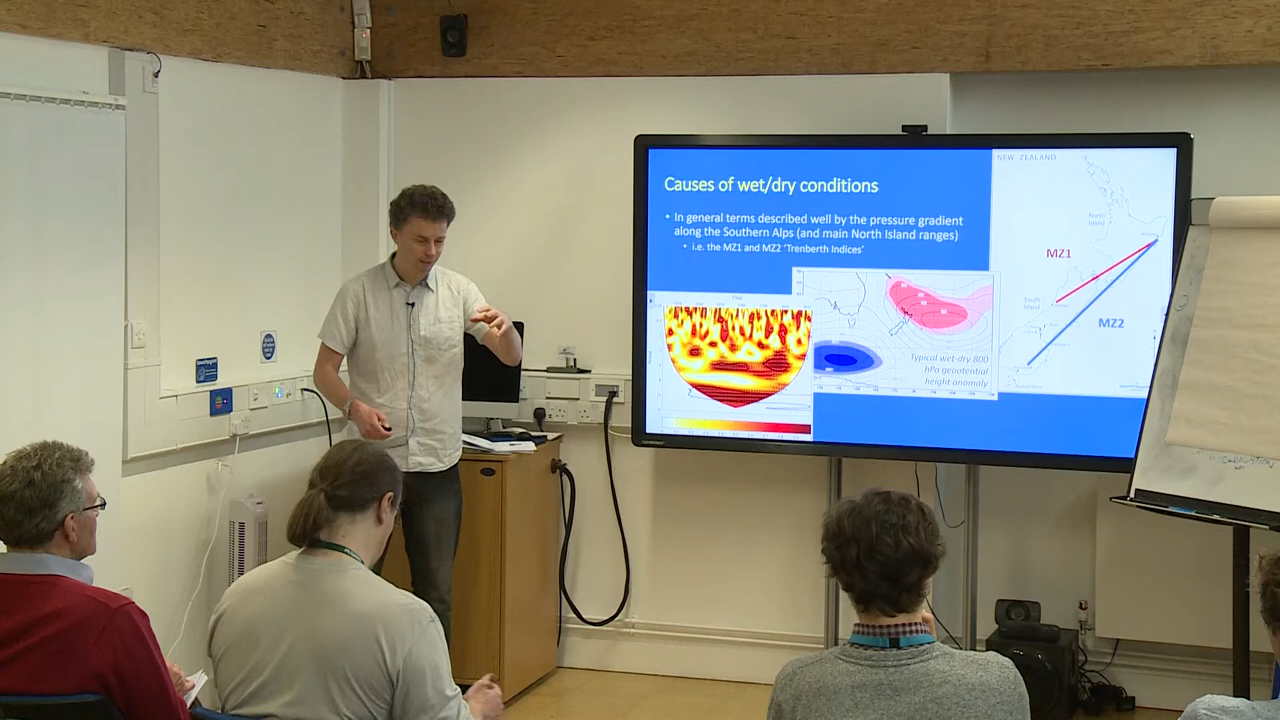 Causes of wet/dry conditions
• In general terms described well by the pressure gradient
along the Southern Alps (and main North Island ranges)
• i.e. the MZ1 and MZ2 'Trenberth Indices'
NEW ZEALAND
North
Island
MZ1
South
Island
MZ2
Typical wet-dry 800
hPa geopotential
height anomaly